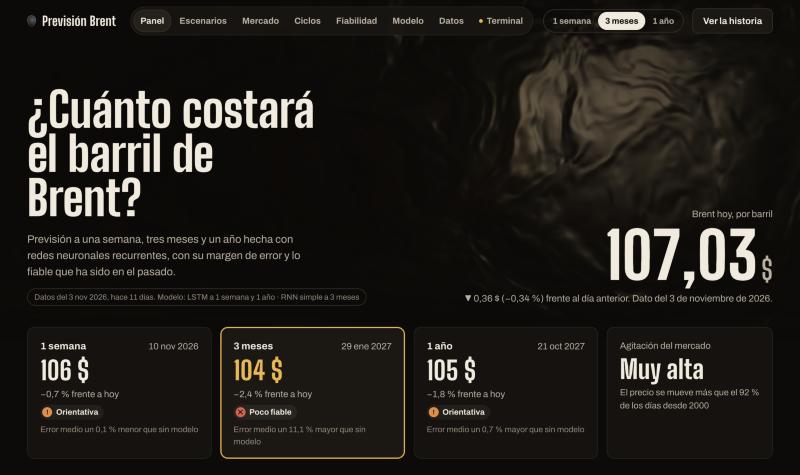 Previsión Brent
Panel
Escenarios
Mercado
Ciclos
Fiabilidad
Modelo
Datos
Terminal
1 semana
3 meses
1 año
Ver la historia
¿Cuánto costará
el barril de
Brent?
Previsión a una semana, tres meses y un año hecha con
redes neuronales recurrentes, con su margen de error y lo
fiable que ha sido en el pasado.
Datos del 3 nov 2026, hace 11 días. Modelo: LSTM a 1 semana y 1 año · RNN simple a 3 meses
Brent hoy, por barril
107,03 $
▼ 0,36 $ (−0,34 %) frente al día anterior. Dato del 3 de noviembre de 2026.
1 semana
10 nov 2026
106 $
−0,7 % frente a hoy
! Orientativa
Error medio un 0,1 % menor que sin modelo
3 meses
29 ene 2027
104 $
−2,4 % frente a hoy
✕ Poco fiable
Error medio un 11,1 % mayor que sin
modelo
1 año
21 oct 2027
105 $
−1,8 % frente a hoy
! Orientativa
Error medio un 0,7 % mayor que sin modelo
Agitación del mercado
Muy alta
El precio se mueve más que el 92 %
de los días desde 2000